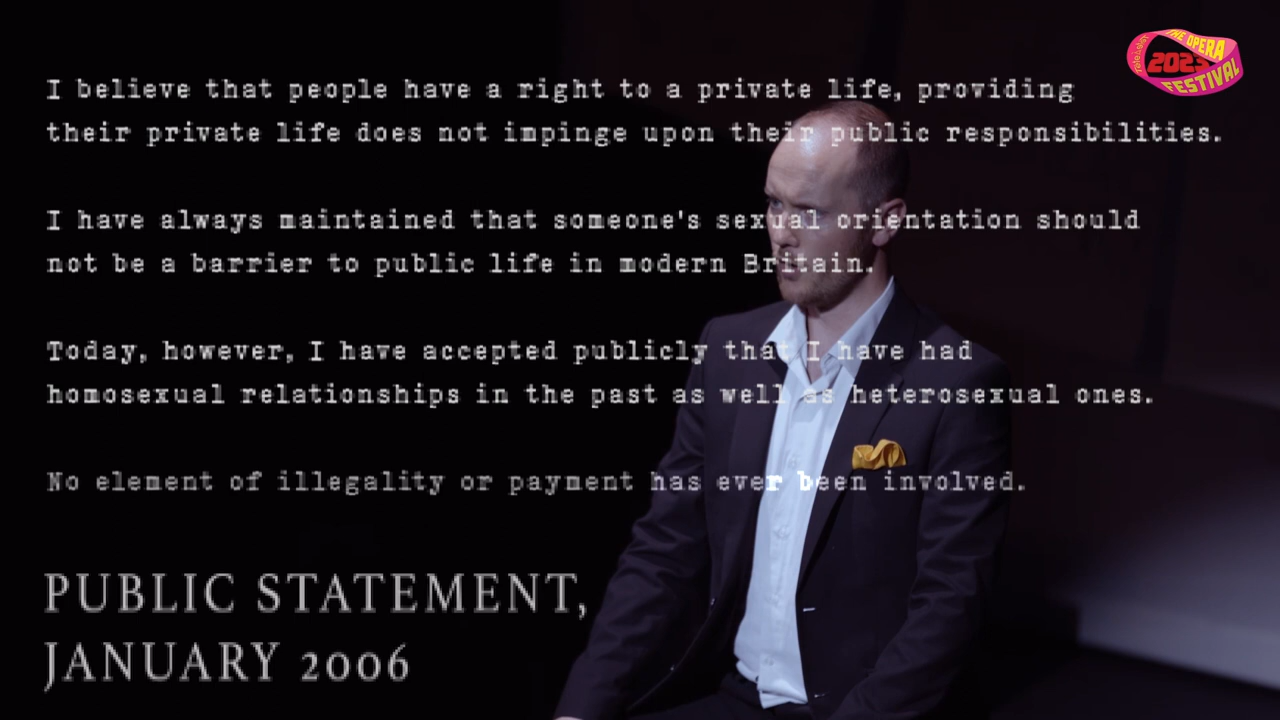 I believe that people have a right to a private life, providing
their private life does not impinge upon their public responsibilities.
I have always maintained that someone's sexual orientation should
not be a barrier to public life in modern Britain.
Today, however, I have accepted publicly that I have had
homosexual relationships in the past as well as heterosexual ones.
No element of illegality or payment has ever been involved.
PUBLIC STATEMENT,
JANUARY 2006
THE OPERA
2023
FESTIVAL